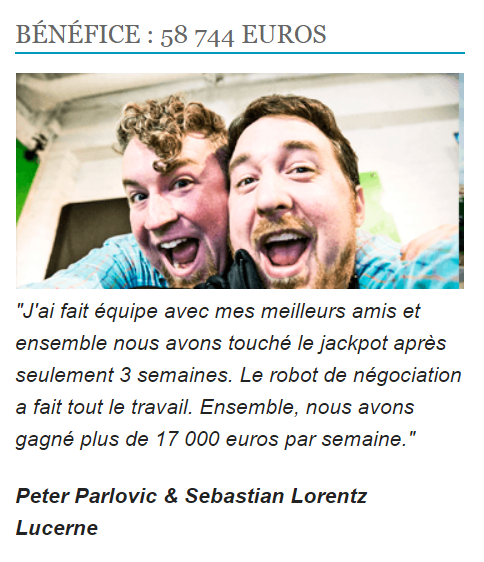 BÉNÉFICE : 58 744 EUROS
"J'ai fait équipe avec mes meilleurs amis et
ensemble nous avons touché le jackpot après
seulement 3 semaines. Le robot de négociation
a fait tout le travail. Ensemble, nous avons
gagné plus de 17 000 euros par semaine."
Peter Parlovic & Sebastian Lorentz
Lucerne